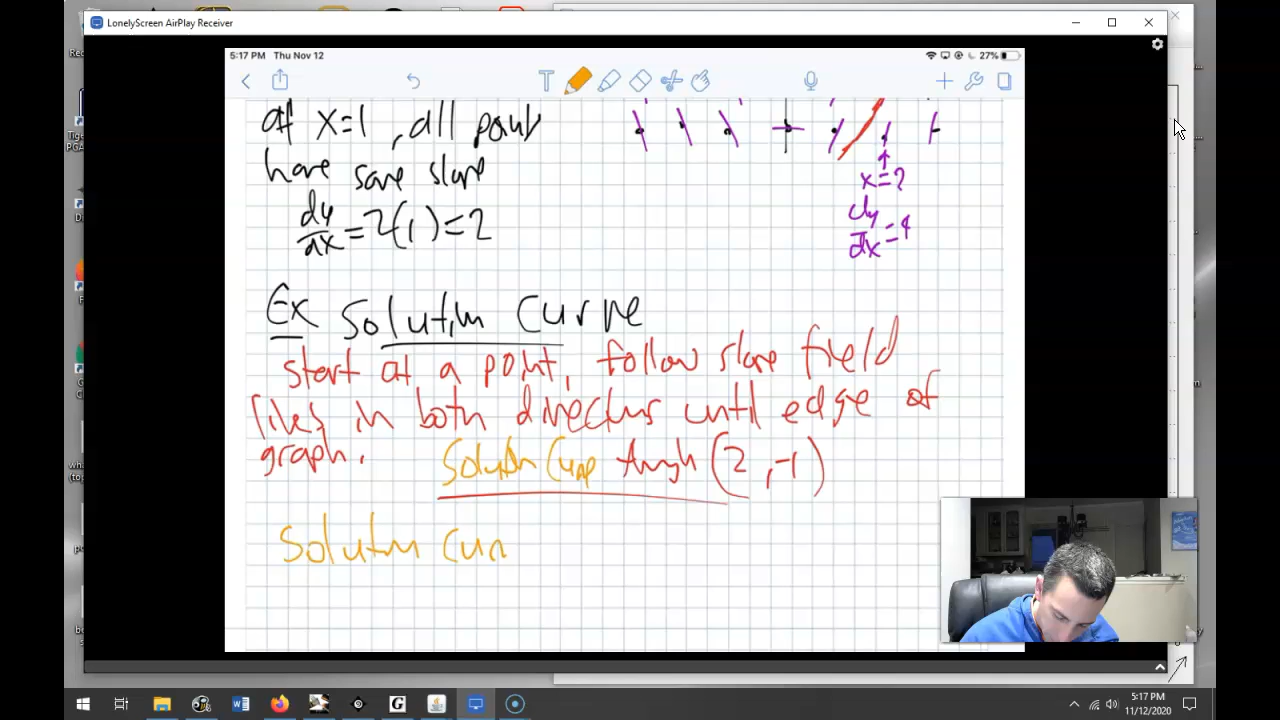 LonelyScreen AirPlay Receiver
5:17 PM Thu Nov 12
27%
T
at x=1, all point
have same slope
dy/dx = 2(1) = 2
x=2
dy/dx = 4
Ex Solution Curve
start at a point, follow slope field
lines in both directions until edge of
graph.
Solution Curve through (2, -1)
Solution Cur
G
5:17 PM
11/12/2020